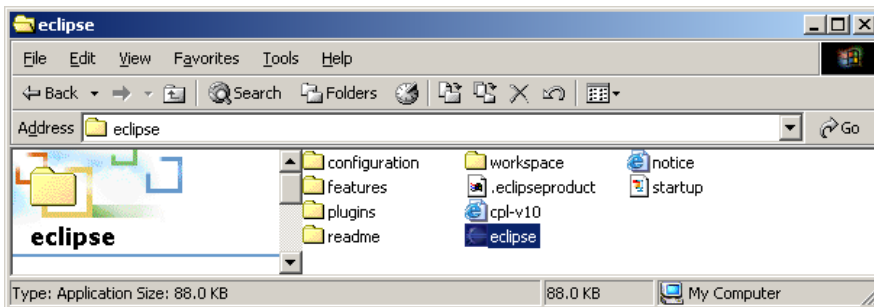 eclipse
File Edit View Favorites Tools Help
Back Search Folders
Address eclipse Go
configuration workspace notice
features .eclipseproduct startup
plugins cpl-v10
readme eclipse
eclipse
Type: Application Size: 88.0 KB 88.0 KB My Computer